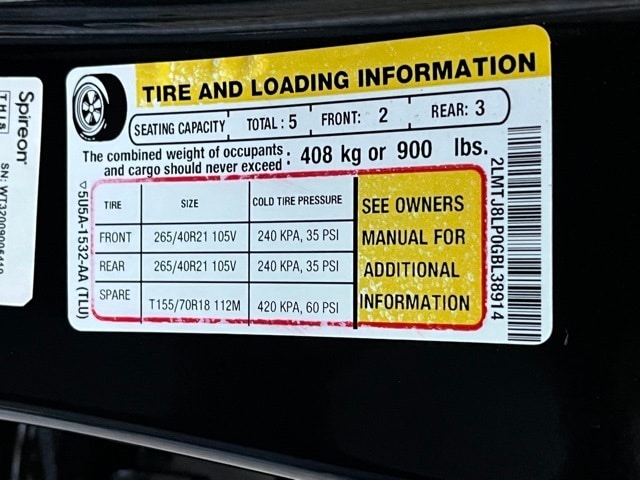 TIRE AND LOADING INFORMATION
SEATING CAPACITY TOTAL : 5 FRONT: 2 REAR: 3
The combined weight of occupants and cargo should never exceed : 408 kg or 900 lbs.
TIRE SIZE COLD TIRE PRESSURE
FRONT 265/40R21 105V 240 KPA, 35 PSI
REAR 265/40R21 105V 240 KPA, 35 PSI
SPARE T155/70R18 112M 420 KPA, 60 PSI
SEE OWNERS
MANUAL FOR
ADDITIONAL
INFORMATION
5U5A-1532-AA (TLU)
2LMTJ8LP0GBL38914
Spireon
THIS